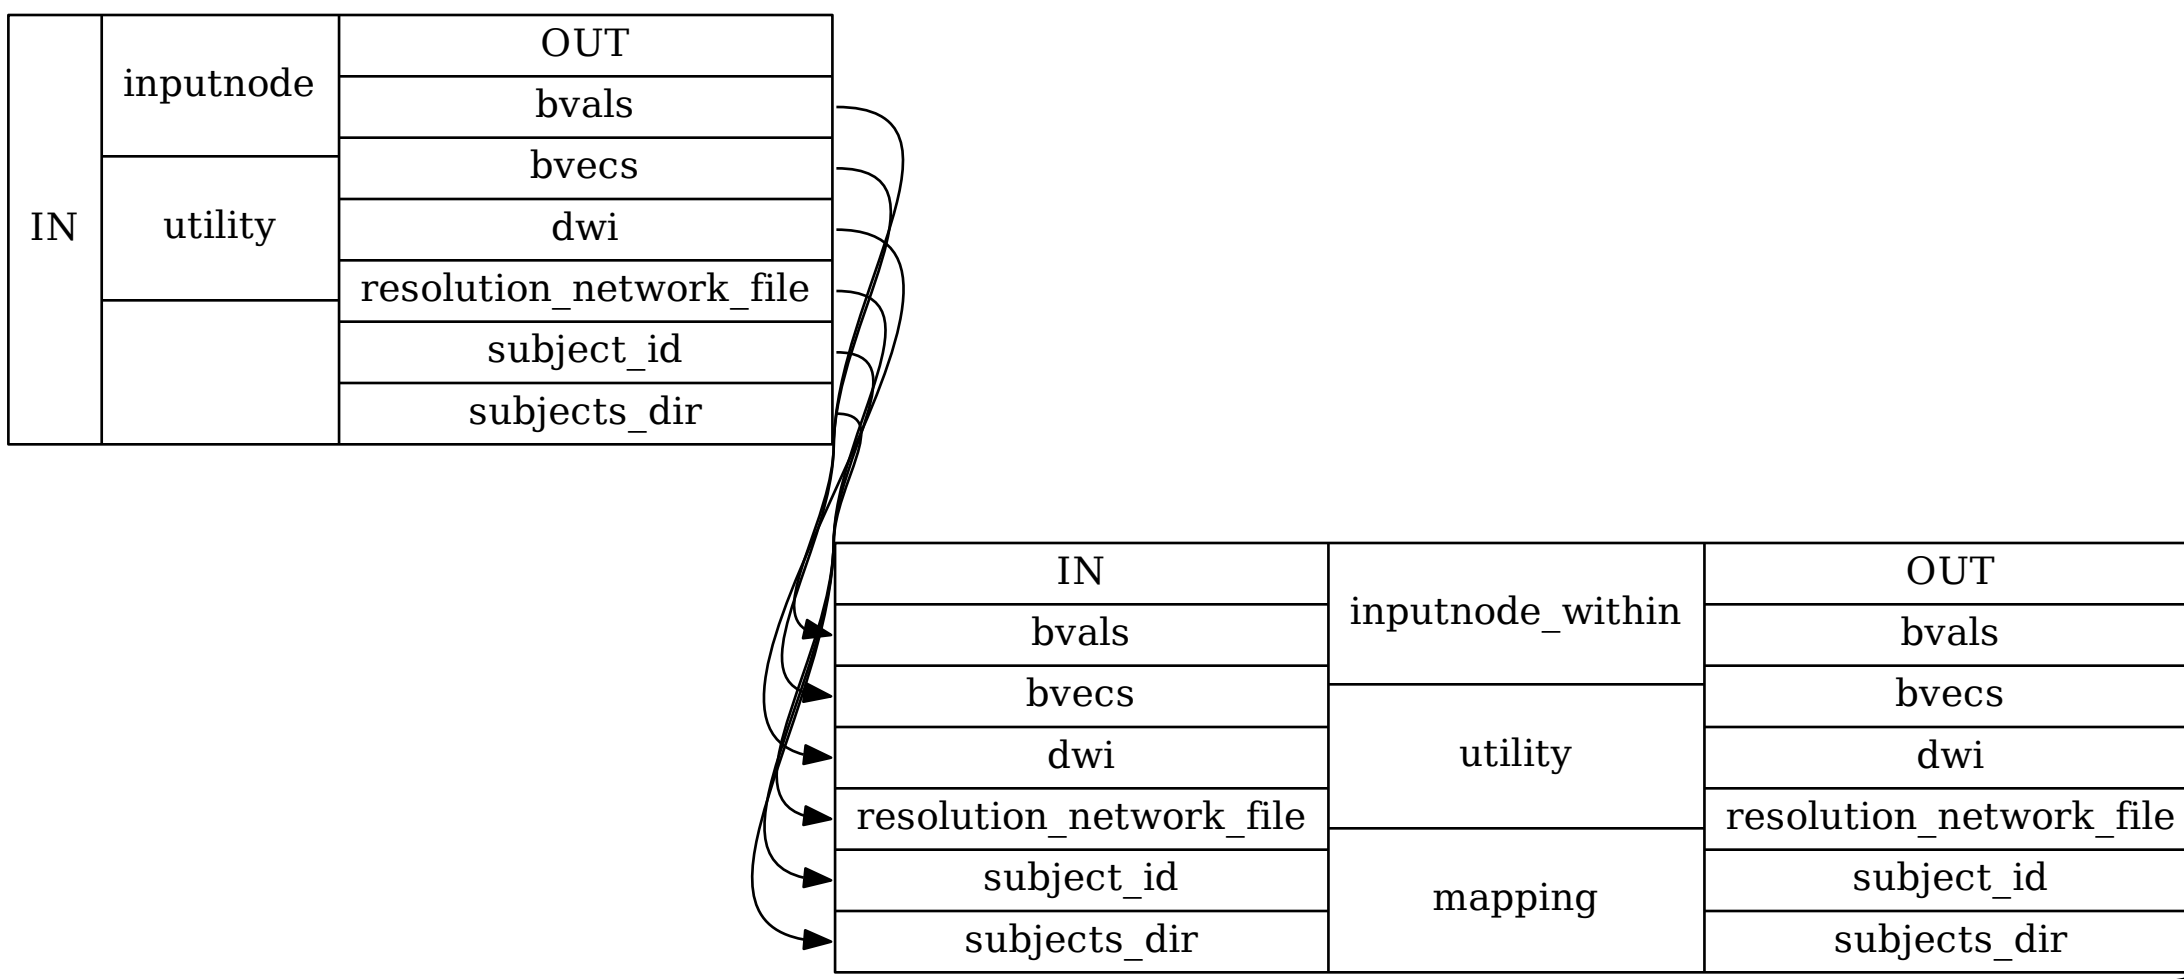 IN
inputnode
utility
OUT
bvals
bvecs
dwi
resolution_network_file
subject_id
subjects_dir
IN
bvals
bvecs
dwi
resolution_network_file
subject_id
subjects_dir
inputnode_within
utility
mapping
OUT
bvals
bvecs
dwi
resolution_network_file
subject_id
subjects_dir